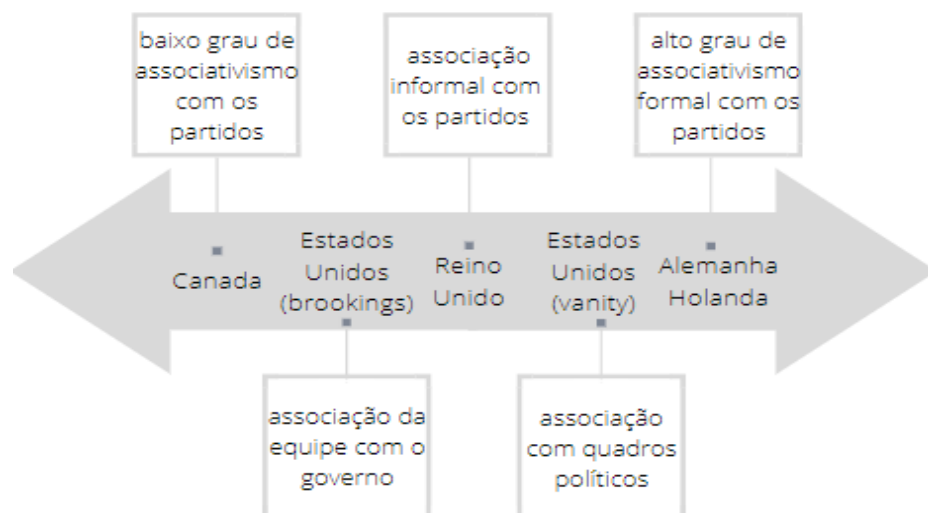 baixo grau de
associativismo
com os
partidos
associação
informal com
os partidos
alto grau de
associativismo
formal com os
partidos
Canada
Estados
Unidos
(brookings)
Reino
Unido
Estados
Unidos
(vanity)
Alemanha
Holanda
associação da
equipe com o
governo
associação
com quadros
políticos